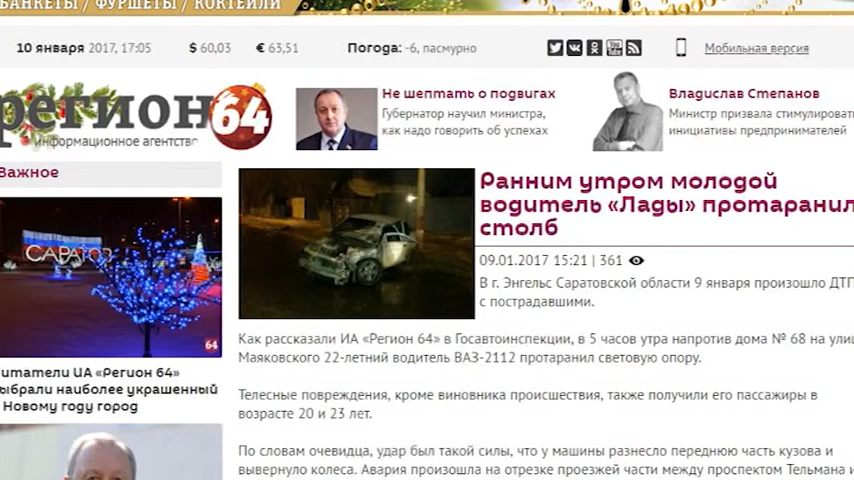 БАНКЕТЫ / ФУРШЕТЫ / КОКТЕЙЛИ
10 января 2017, 17:05 $ 60,03 € 63,51 Погода: -6, пасмурно Мобильная версия
регион 64
информационное агентство
Не шептать о подвигах
Губернатор научил министра,
как надо говорить об успехах
Владислав Степанов
Министр призвала стимулировать
инициативы предпринимателей
Важное
САРАТОВ
64
читатели ИА «Регион 64»
выбрали наиболее украшенный
Новому году город
Ранним утром молодой
водитель «Лады» протаранил
столб
09.01.2017 15:21 | 361
В г. Энгельс Саратовской области 9 января произошло ДТП
с пострадавшими.
Как рассказали ИА «Регион 64» в Госавтоинспекции, в 5 часов утра напротив дома № 68 на улиц
Маяковского 22-летний водитель ВАЗ-2112 протаранил световую опору.
Телесные повреждения, кроме виновника происшествия, также получили его пассажиры в
возрасте 20 и 23 лет.
По словам очевидца, удар был такой силы, что у машины разнесло переднюю часть кузова и
вывернуло колеса. Авария произошла на отрезке проезжей части между проспектом Тельмана и